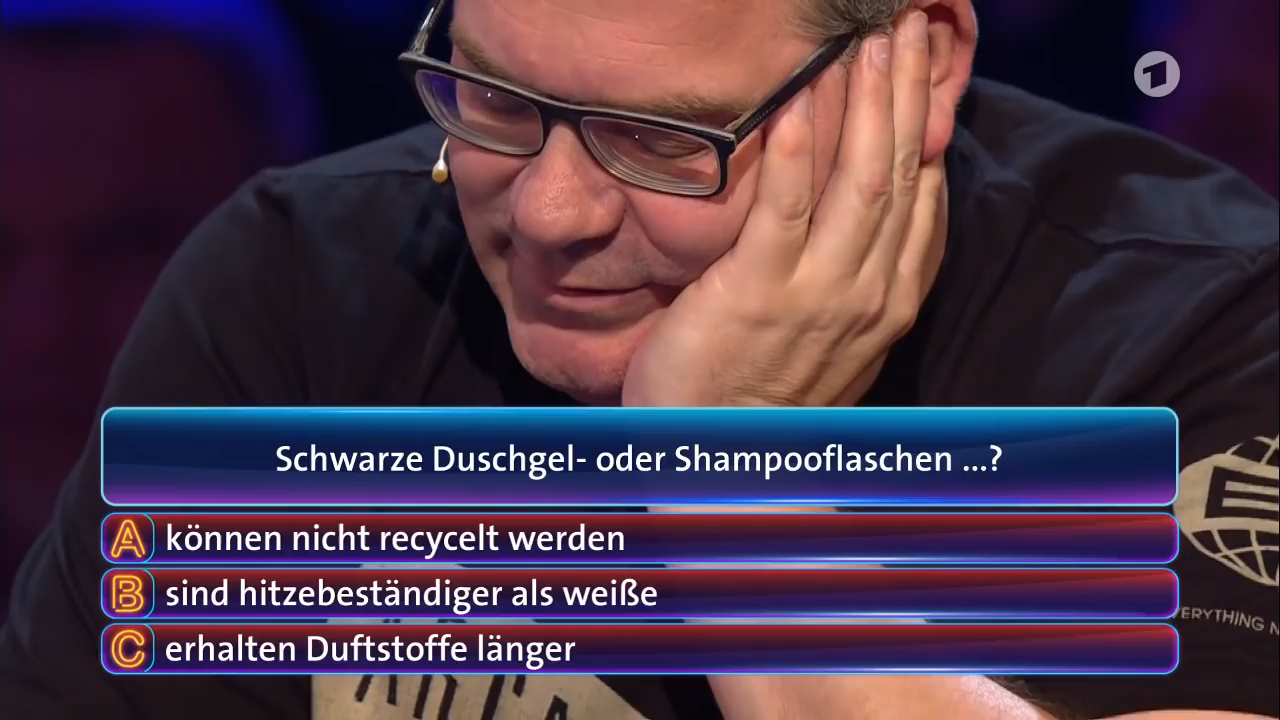 1
Schwarze Duschgel- oder Shampooflaschen ...?
A können nicht recycelt werden
B sind hitzebeständiger als weiße
VERYTHING N
C erhalten Duftstoffe länger